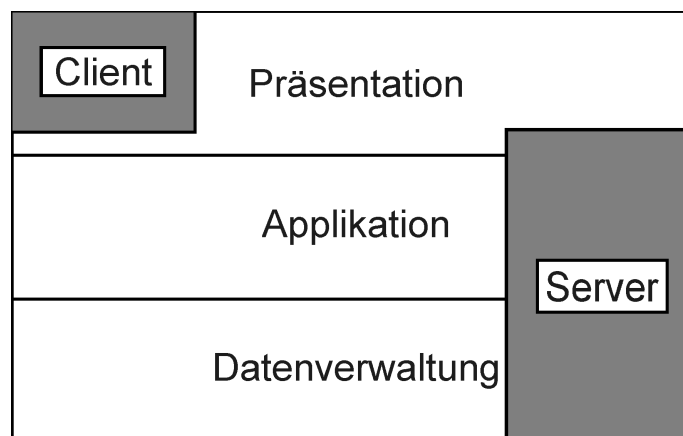 Client
Präsentation
Applikation
Server
Datenverwaltung